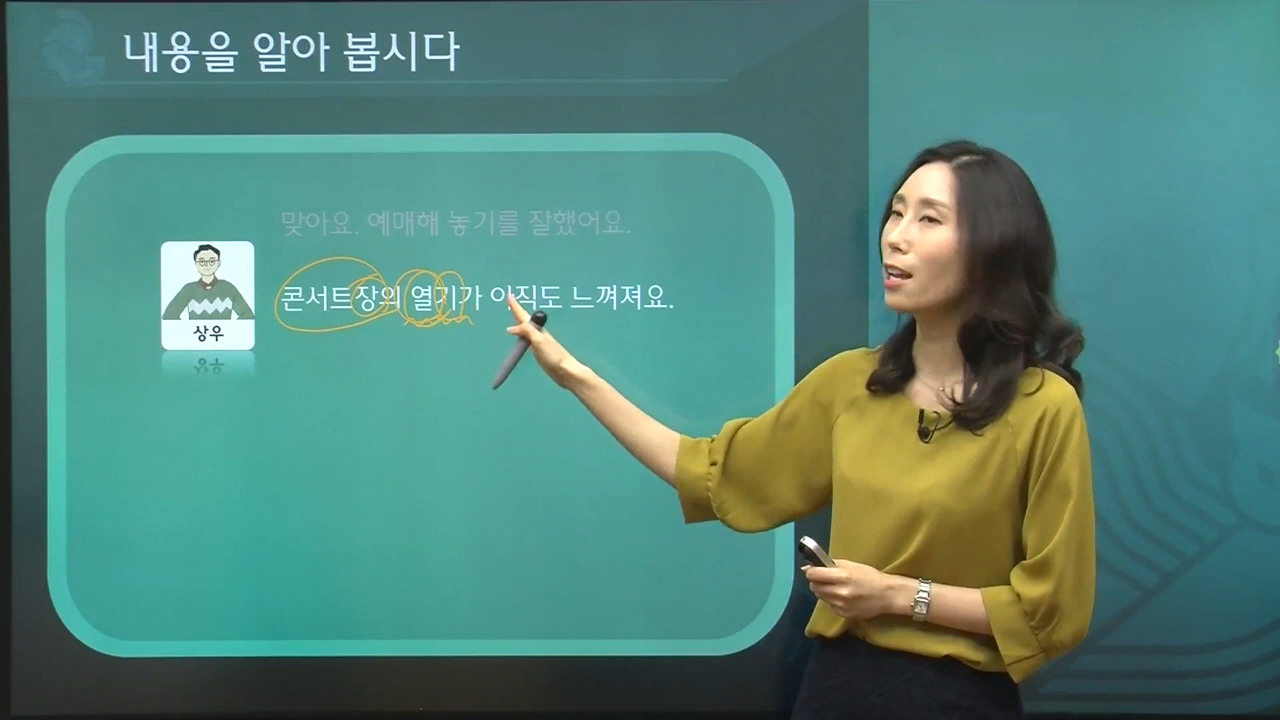 내용을 알아 봅시다
맞아요. 예매해 놓기를 잘했어요.
콘서트장의 열기가 아직도 느껴져요.
상우